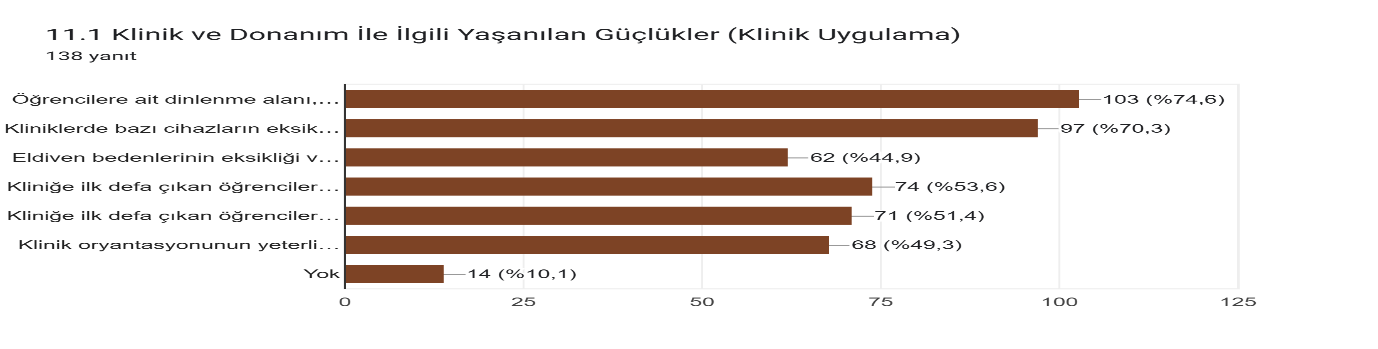 11.1 Klinik ve Donanım İle İlgili Yaşanılan Güçlükler (Klinik Uygulama)
138 yanıt
Öğrencilere ait dinlenme alanı,... 103 (%74,6)
Kliniklerde bazı cihazların eksik... 97 (%70,3)
Eldiven bedenlerinin eksikliği v... 62 (%44,9)
Kliniğe ilk defa çıkan öğrenciler... 74 (%53,6)
Kliniğe ilk defa çıkan öğrenciler... 71 (%51,4)
Klinik oryantasyonunun yeterli... 68 (%49,3)
Yok 14 (%10,1)
0 25 50 75 100 125